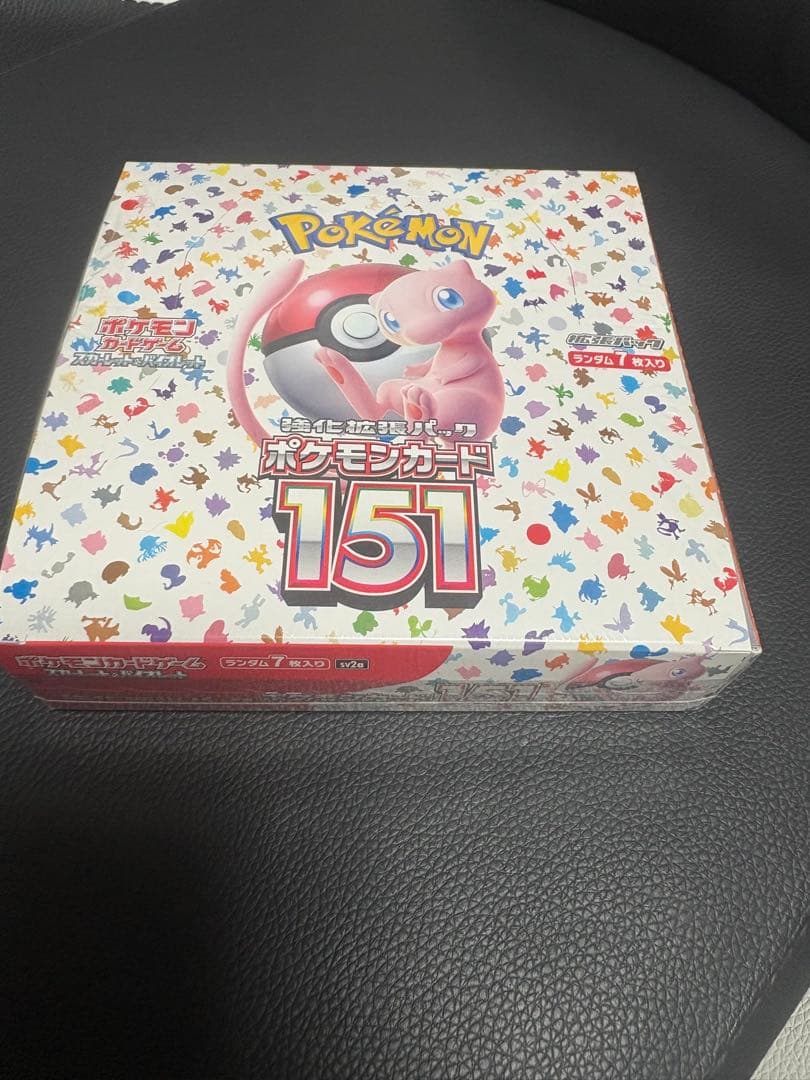 POKÉMON
ポケモン
カードゲーム
スカーレット&バイオレット
拡張パック
ランダム7枚入り
強化拡張パック
ポケモンカード
151
ポケモンカードゲーム
スカーレット&バイオレット
ランダム7枚入り
sv2a